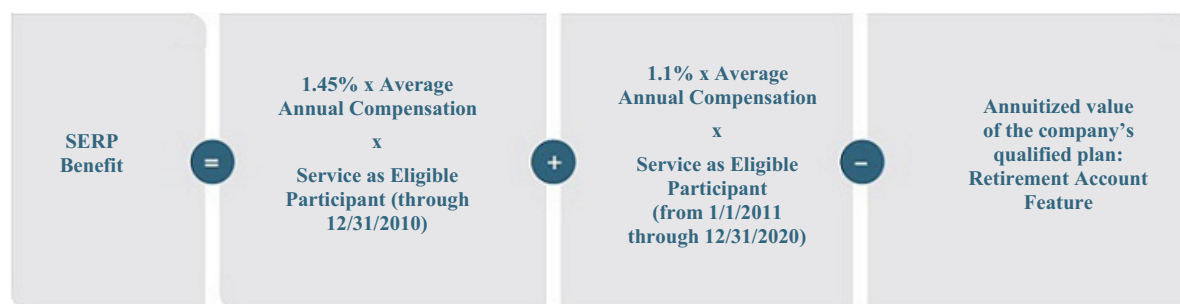 SERP
Benefit
=
1.45% x Average
Annual Compensation
x
Service as Eligible
Participant (through
12/31/2010)
+
1.1% x Average
Annual Compensation
x
Service as Eligible
Participant
(from 1/1/2011
through 12/31/2020)
–
Annuitized value
of the company’s
qualified plan:
Retirement Account
Feature